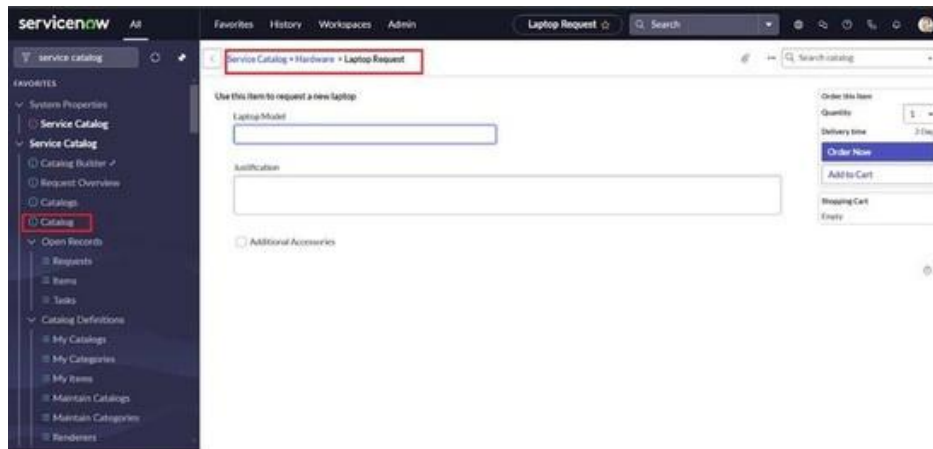 servicenow All Favorites History Workspaces Admin Laptop Request ☆ Search
service catalog
Service Catalog > Hardware > Laptop Request
Search catalog
FAVORITES
System Properties
Service Catalog
Service Catalog
Catalog Builder
Request Overview
Catalogs
Catalog
Open Records
Requests
Items
Tasks
Catalog Definitions
My Catalogs
My Categories
My Items
Maintain Catalogs
Maintain Categories
Renderers
Use this item to request a new laptop
Laptop Model
Justification
Additional Accessories
Order this Item
Quantity 1
Delivery time 2
Order Now
Add to Cart
Shopping Cart
Empty